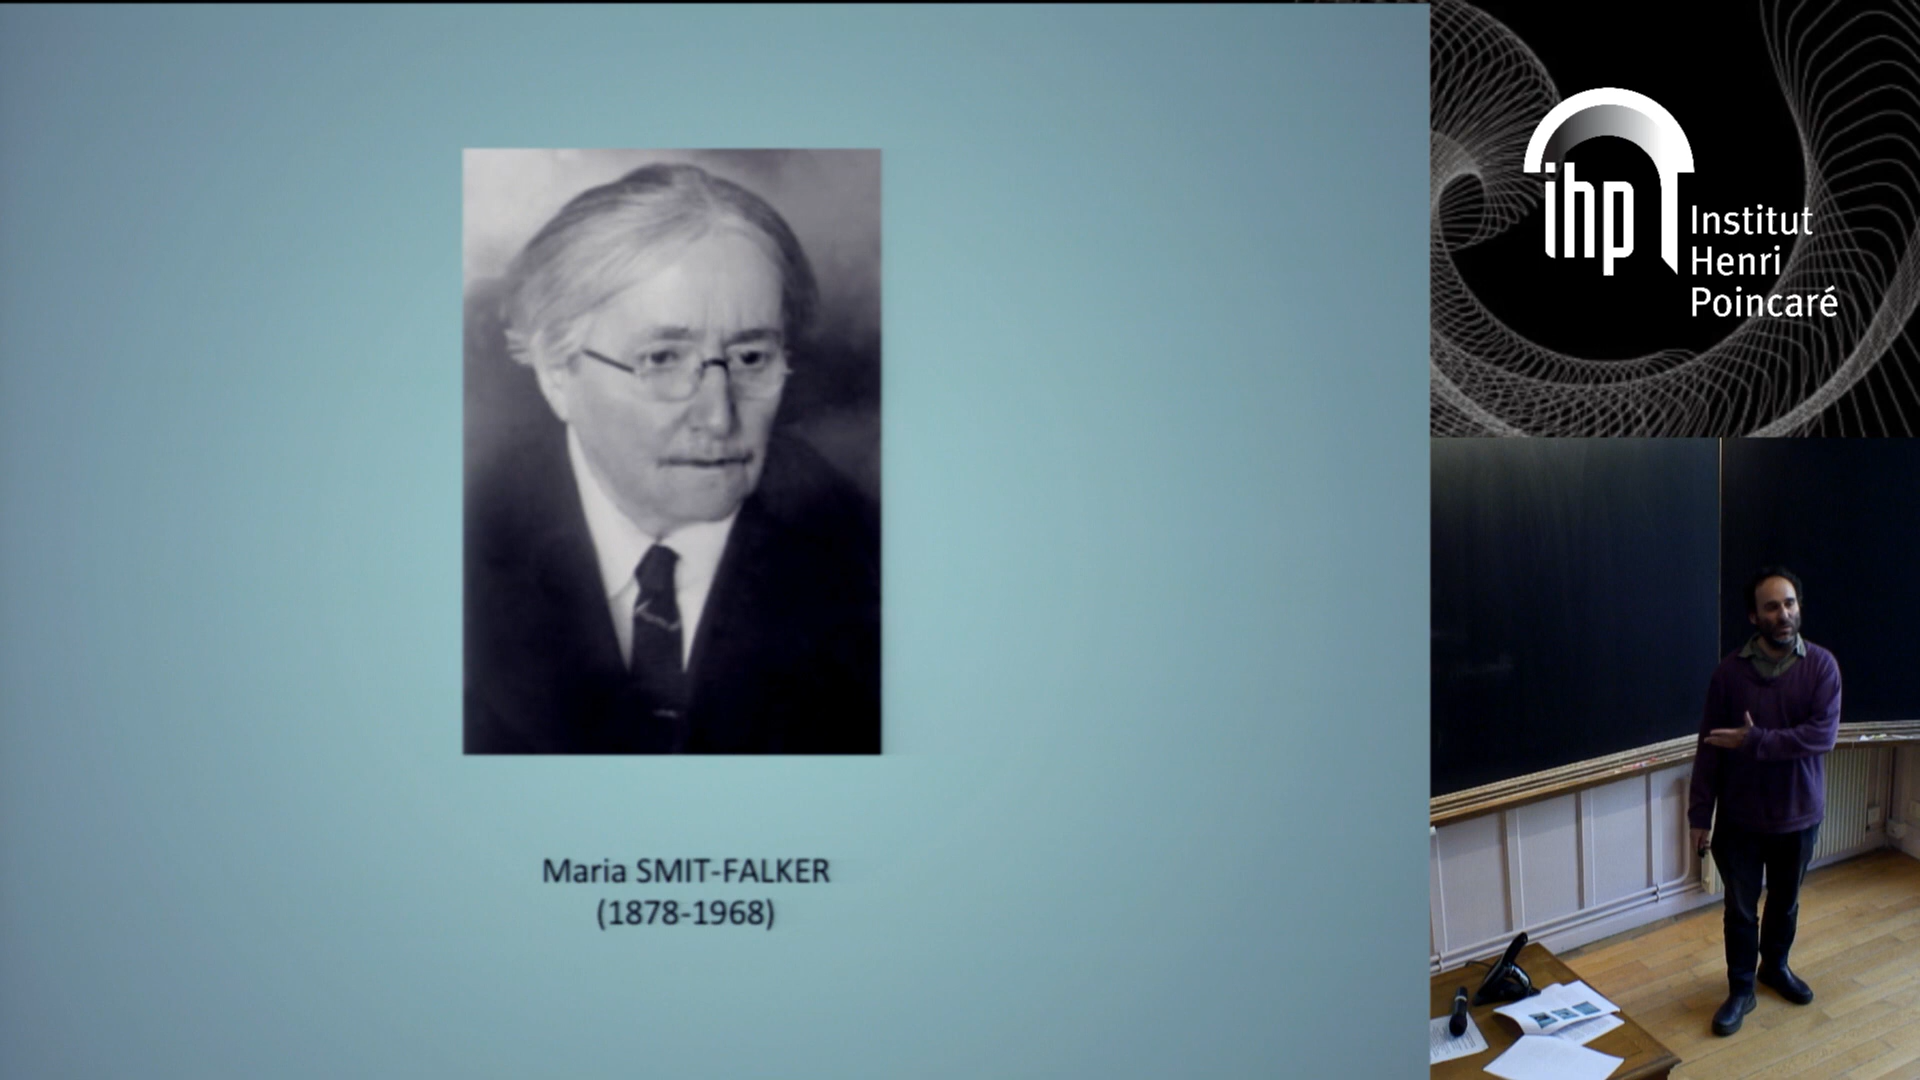 Maria SMIT-FALKER
(1878-1968)
ihp
Institut
Henri
Poincaré